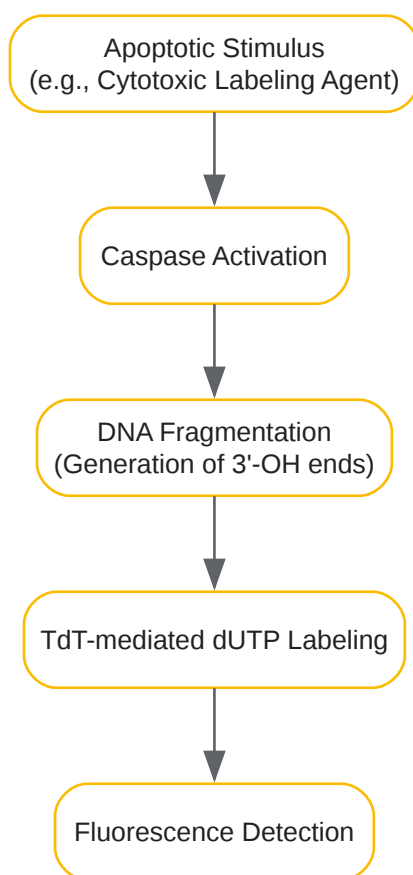 Apoptotic Stimulus
(e.g., Cytotoxic Labeling Agent)
Caspase Activation
DNA Fragmentation
(Generation of 3'-OH ends)
TdT-mediated dUTP Labeling
Fluorescence Detection